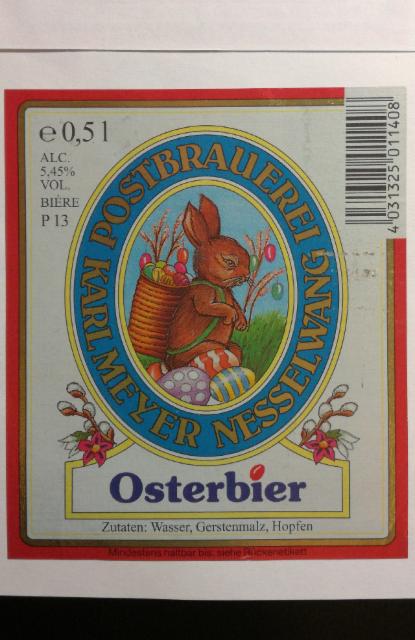 ℮ 0,5 l
ALC.
5,45%
VOL.
BIÈRE
P 13
POSTBRAUEREI
KARL MEYER NESSELWANG
4 031325 011408
Osterbier
Zutaten: Wasser, Gerstenmalz, Hopfen
Mindestens haltbar bis: siehe Rückenetikett